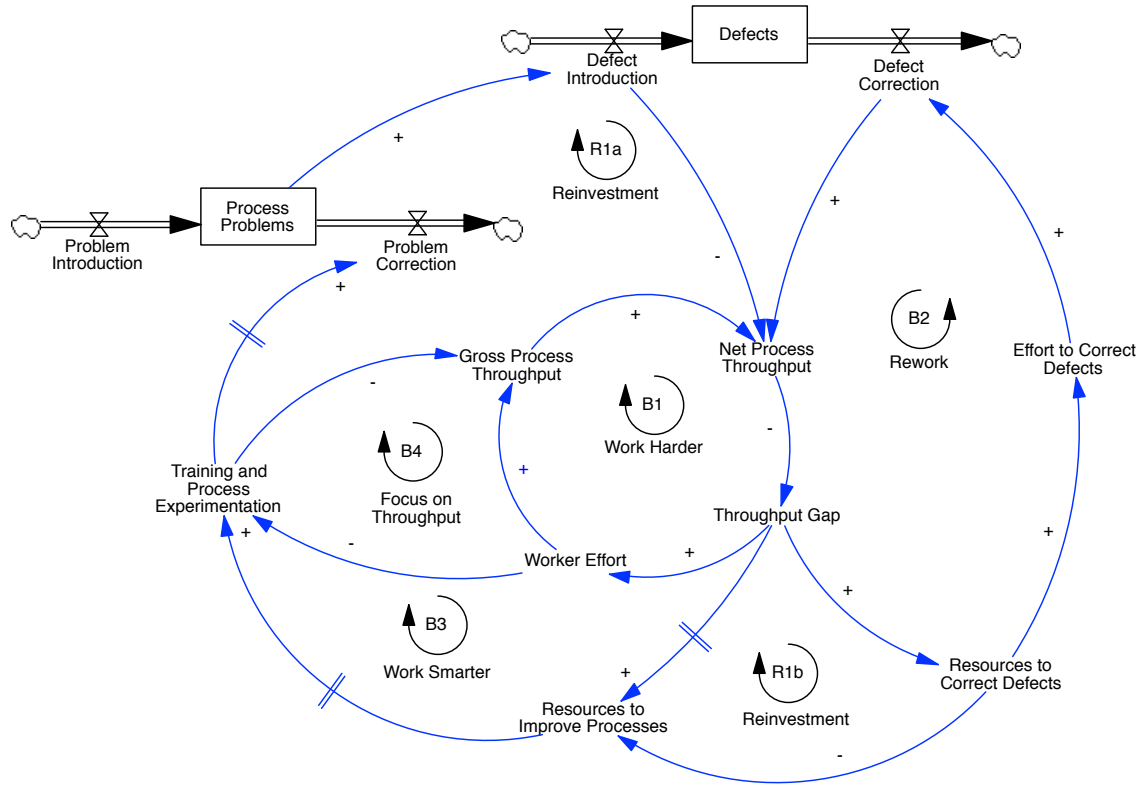 Defects
Defect
Introduction
Defect
Correction
+
R1a
Reinvestment
Process
Problems
Problem
Introduction
Problem
Correction
+
-
+
+
+
B2
Rework
Gross Process
Throughput
Net Process
Throughput
Effort to Correct
Defects
-
B1
Work Harder
-
B4
Focus on
Throughput
+
Training and
Process
Experimentation
Throughput Gap
+
-
Worker Effort
+
+
+
B3
Work Smarter
+
R1b
Reinvestment
Resources to
Correct Defects
Resources to
Improve Processes
-